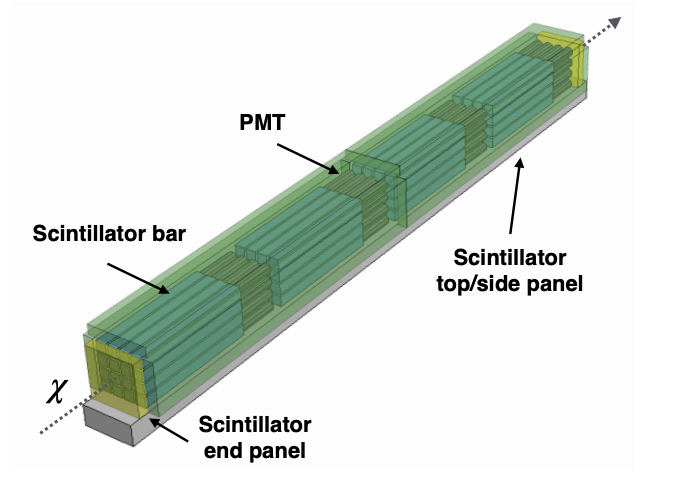 PMT
Scintillator bar
Scintillator
top/side panel
χ
Scintillator
end panel